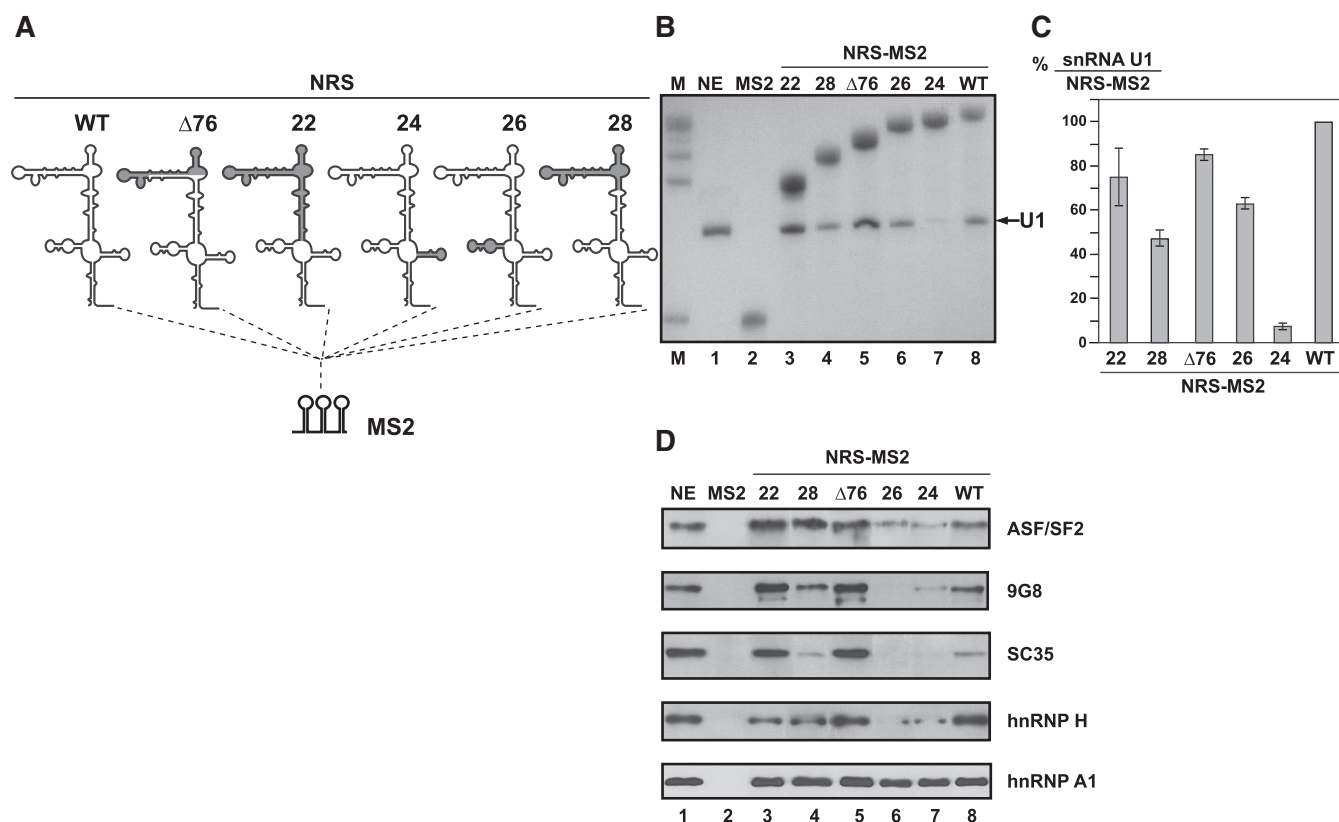 A
NRS
WT Δ76 22 24 26 28
MS2
B
NRS-MS2
M NE MS2 22 28 Δ76 26 24 WT
U1
M 1 2 3 4 5 6 7 8
C
% snRNA U1
NRS-MS2
100
80
60
40
20
0
22 28 Δ76 26 24 WT
NRS-MS2
D
NRS-MS2
NE MS2 22 28 Δ76 26 24 WT
ASF/SF2
9G8
SC35
hnRNP H
hnRNP A1
1 2 3 4 5 6 7 8